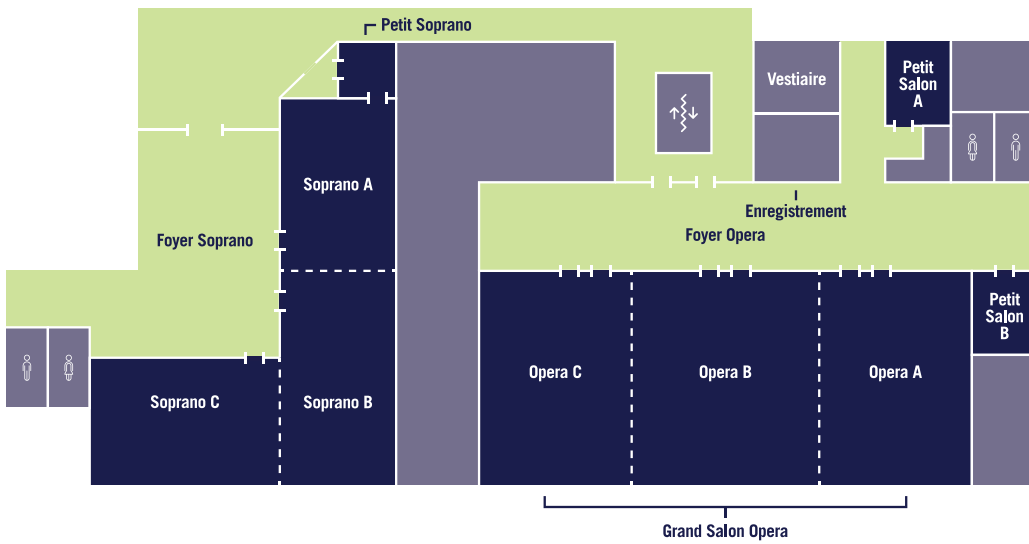 Petit Soprano
Vestiaire
Petit
Salon
A
Soprano A
Enregistrement
Foyer Soprano
Foyer Opera
Petit
Salon
B
Opera C
Opera B
Opera A
Soprano C
Soprano B
Grand Salon Opera